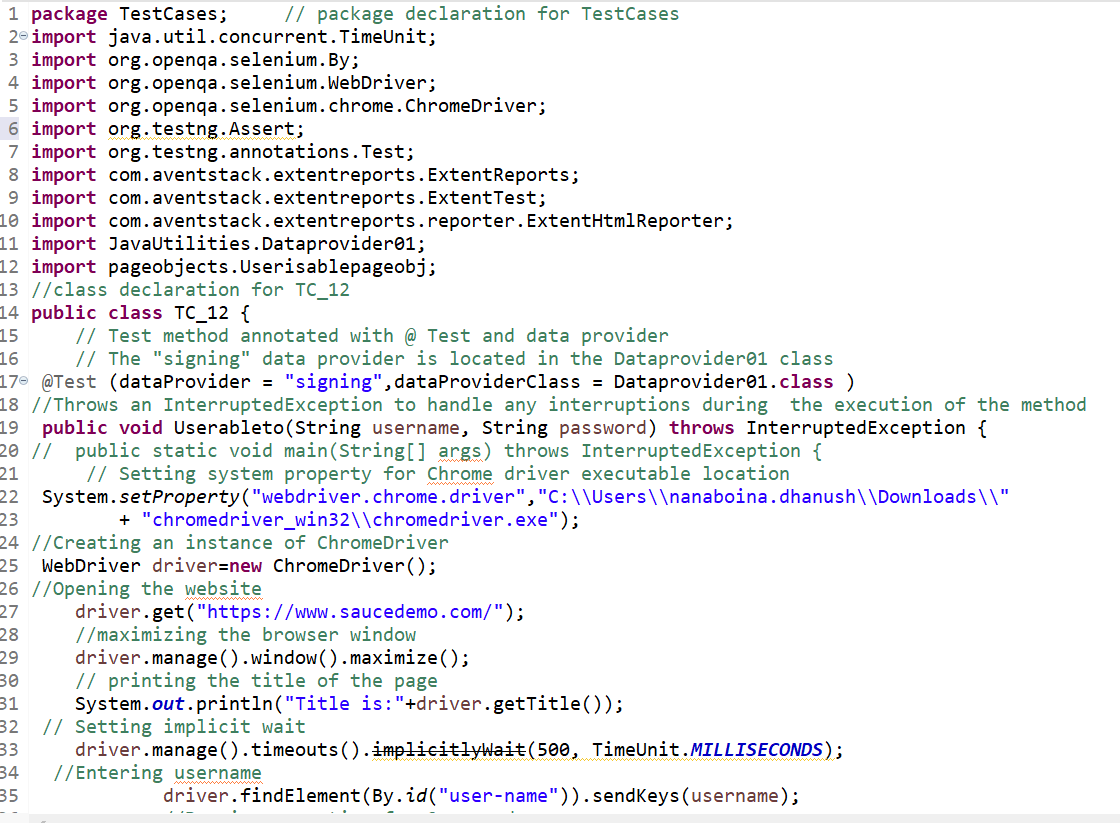 1 package TestCases;     // package declaration for TestCases
2 import java.util.concurrent.TimeUnit;
3 import org.openqa.selenium.By;
4 import org.openqa.selenium.WebDriver;
5 import org.openqa.selenium.chrome.ChromeDriver;
6 import org.testng.Assert;
7 import org.testng.annotations.Test;
8 import com.aventstack.extentreports.ExtentReports;
9 import com.aventstack.extentreports.ExtentTest;
10 import com.aventstack.extentreports.reporter.ExtentHtmlReporter;
11 import JavaUtilities.Dataprovider01;
12 import pageobjects.Userisablepageobj;
13 //class declaration for TC_12
14 public class TC_12 {
15     // Test method annotated with @ Test and data provider
16     // The "signing" data provider is located in the Dataprovider01 class
17  @Test (dataProvider = "signing",dataProviderClass = Dataprovider01.class )
18 //Throws an InterruptedException to handle any interruptions during  the execution of the method
19  public void Userableto(String username, String password) throws InterruptedException {
20 //  public static void main(String[] args) throws InterruptedException {
21      // Setting system property for Chrome driver executable location
22  System.setProperty("webdriver.chrome.driver","C:\\Users\\nanaboina.dhanush\\Downloads\\"
23         + "chromedriver_win32\\chromedriver.exe");
24 //Creating an instance of ChromeDriver
25  WebDriver driver=new ChromeDriver();
26 //Opening the website
27     driver.get("https://www.saucedemo.com/");
28     //maximizing the browser window
29     driver.manage().window().maximize();
30     // printing the title of the page
31     System.out.println("Title is:"+driver.getTitle());
32  // Setting implicit wait
33     driver.manage().timeouts().implicitlyWait(500, TimeUnit.MILLISECONDS);
34   //Entering username
35             driver.findElement(By.id("user-name")).sendKeys(username);